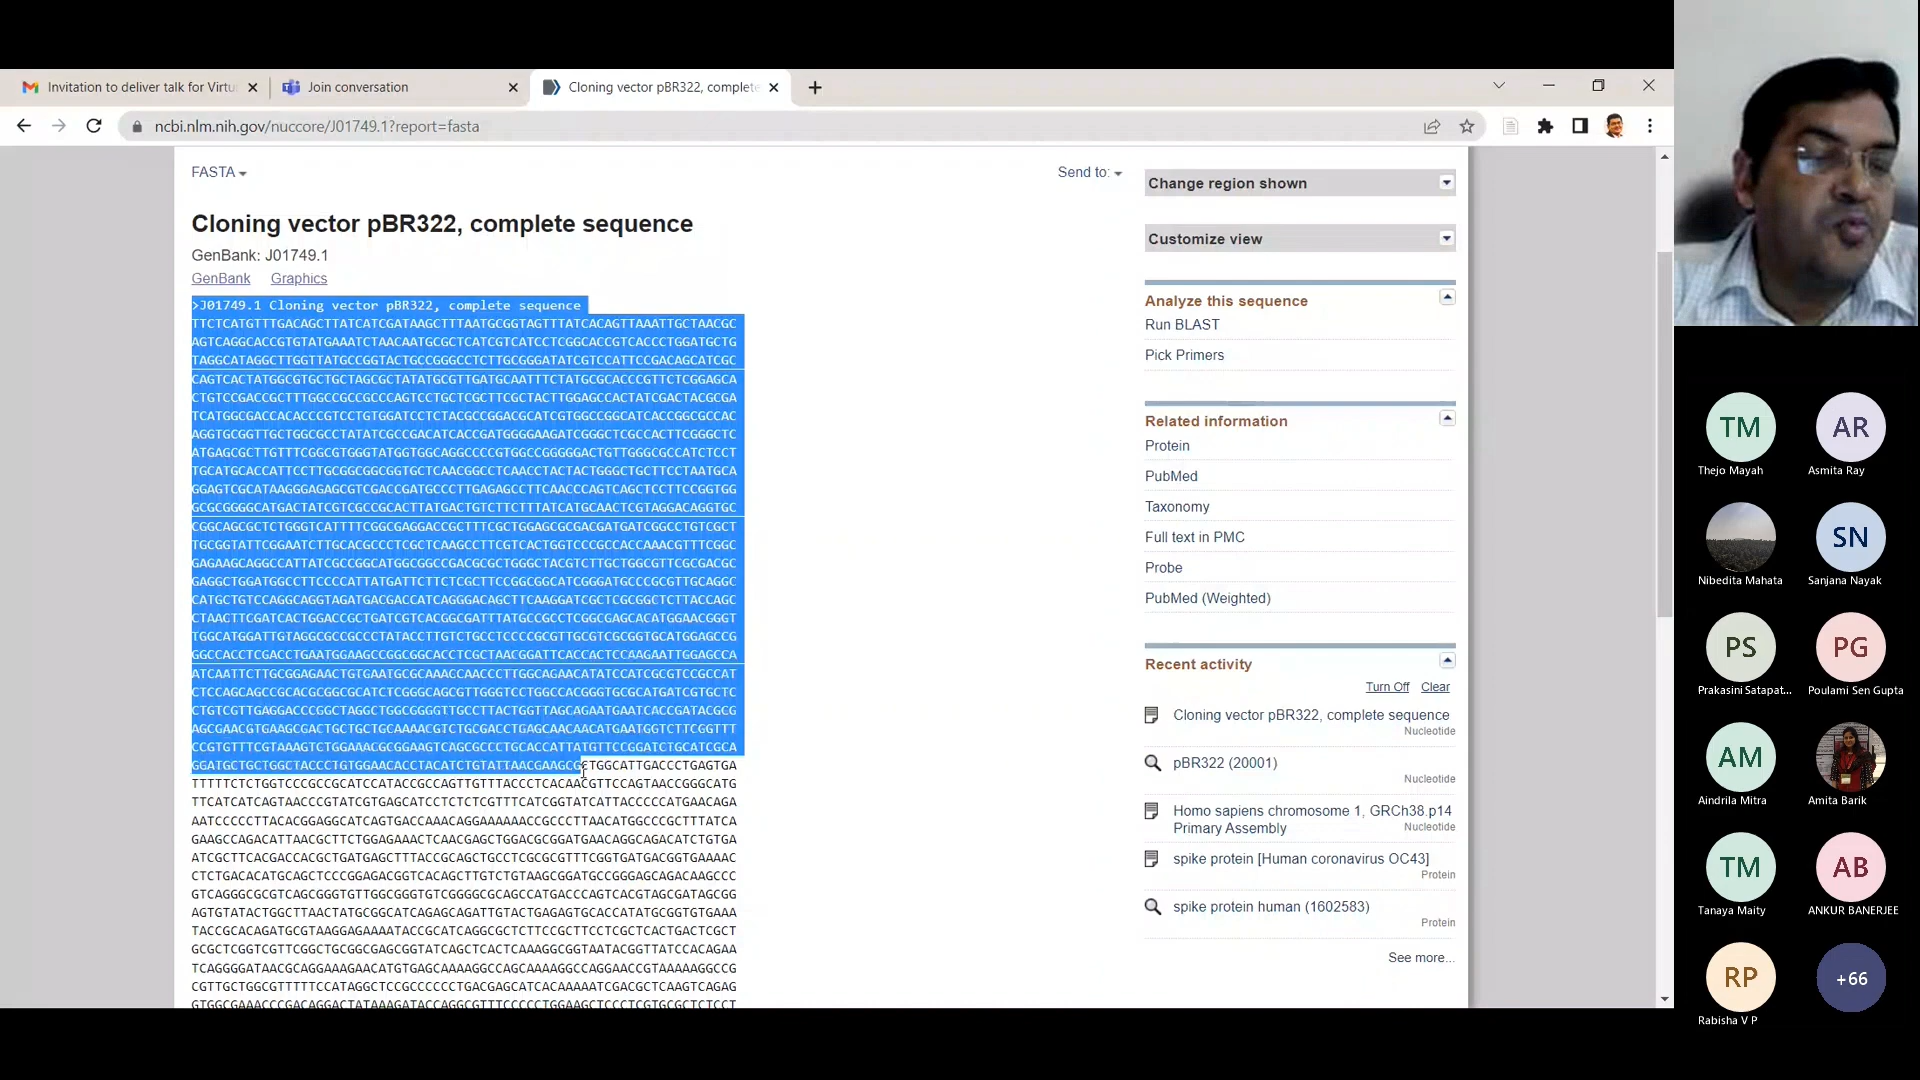 Invitation to deliver talk for Virtu
Join conversation
Cloning vector pBR322, complete
ncbi.nlm.nih.gov/nuccore/J01749.1?report=fasta
FASTA
Send to:
Cloning vector pBR322, complete sequence
GenBank: J01749.1
GenBank Graphics
>J01749.1 Cloning vector pBR322, complete sequence
TTCTCATGTTTGACAGCTTATCATCGATAAGCTTTAATGCGGTAGTTTATCACAGTTAAATTGCTAACGC
AGTCAGGCACCGTGTATGAAATCTAACAATGCGCTCATCGTCATCCTCGGCACCGTCACCCTGGATGCTG
TAGGCATAGGCTTGGTTATGCCGGTACTGCCGGGCCTCTTGCGGGATATCGTCCATTCCGACAGCATCGC
CAGTCACTATGGCGTGCTGCTAGCGCTATATGCGTTGATGCAATTTCTATGCGCACCCGTTCTCGGAGCA
CTGTCCGACCGCTTTGGCCGCCGCCCAGTCCTGCTCGCTTCGCTACTTGGAGCCACTATCGACTACGCGA
TCATGGCGACCACACCCGTCCTGTGGATCCTCTACGCCGGACGCATCGTGGCCGGCATCACCGGCGCCAC
AGGTGCGGTTGCTGGCGCCTATATCGCCGACATCACCGATGGGGAAGATCGGGCTCGCCACTTCGGGCTC
ATGAGCGCTTGTTTCGGCGTGGGTATGGTGGCAGGCCCCGTGGCCGGGGGACTGTTGGGCGCCATCTCCT
TGCATGCACCATTCCTTGCGGCGGCGGTGCTCAACGGCCTCAACCTACTACTGGGCTGCTTCCTAATGCA
GGAGTCGCATAAGGGAGAGCGTCGACCGATGCCCTTGAGAGCCTTCAACCCAGTCAGCTCCTTCCGGTGG
GCGCGGGGCATGACTATCGTCGCCGCACTTATGACTGTCTTCTTTATCATGCAACTCGTAGGACAGGTGC
CGGCAGCGCTCTGGGTCATTTTCGGCGAGGACCGCTTTCGCTGGAGCGCGACGATGATCGGCCTGTCGCT
TGCGGTATTCGGAATCTTGCACGCCCTCGCTCAAGCCTTCGTCACTGGTCCCGCCACCAAACGTTTCGGC
GAGAAGCAGGCCATTATCGCCGGCATGGCGGCCGACGCGCTGGGCTACGTCTTGCTGGCGTTCGCGACGC
GAGGCTGGATGGCCTTCCCCATTATGATTCTTCTCGCTTCCGGCGGCATCGGGATGCCCGCGTTGCAGGC
CATGCTGTCCAGGCAGGTAGATGACGACCATCAGGGACAGCTTCAAGGATCGCTCGCGGCTCTTACCAGC
CTAACTTCGATCACTGGACCGCTGATCGTCACGGCGATTTATGCCGCCTCGGCGAGCACATGGAACGGGT
TGGCATGGATTGTAGGCGCCGCCCTATACCTTGTCTGCCTCCCCGCGTTGCGTCGCGGTGCATGGAGCCG
GGCCACCTCGACCTGAATGGAAGCCGGCGGCACCTCGCTAACGGATTCACCACTCCAAGAATTGGAGCCA
ATCAATTCTTGCGGAGAACTGTGAATGCGCAAACCAACCCTTGGCAGAACATATCCATCGCGTCCGCCAT
CTCCAGCAGCCGCACGCGGCGCATCTCGGGCAGCGTTGGGTCCTGGCCACGGGTGCGCATGATCGTGCTC
CTGTCGTTGAGGACCCGGCTAGGCTGGCGGGGTTGCCTTACTGGTTAGCAGAATGAATCACCGATACGCG
AGCGAACGTGAAGCGACTGCTGCTGCAAAACGTCTGCGACCTGAGCAACAACATGAATGGTCTTCGGTTT
CCGTGTTTCGTAAAGTCTGGAAACGCGGAAGTCAGCGCCCTGCACCATTATGTTCCGGATCTGCATCGCA
GGATGCTGCTGGCTACCCTGTGGAACACCTACATCTGTATTAACGAAGCGCTGGCATTGACCCTGAGTGA
TTTTTCTCTGGTCCCGCCGCATCCATACCGCCAGTTGTTTACCCTCACAACGTTCCAGTAACCGGGCATG
TTCATCATCAGTAACCCGTATCGTGAGCATCCTCTCTCGTTTCATCGGTATCATTACCCCCATGAACAGA
AATCCCCCTTACACGGAGGCATCAGTGACCAAACAGGAAAAAACCGCCCTTAACATGGCCCGCTTTATCA
GAAGCCAGACATTAACGCTTCTGGAGAAACTCAACGAGCTGGACGCGGATGAACAGGCAGACATCTGTGA
ATCGCTTCACGACCACGCTGATGAGCTTTACCGCAGCTGCCTCGCGCGTTTCGGTGATGACGGTGAAAAC
CTCTGACACATGCAGCTCCCGGAGACGGTCACAGCTTGTCTGTAAGCGGATGCCGGGAGCAGACAAGCCC
GTCAGGGCGCGTCAGCGGGTGTTGGCGGGTGTCGGGGCGCAGCCATGACCCAGTCACGTAGCGATAGCGG
AGTGTATACTGGCTTAACTATGCGGCATCAGAGCAGATTGTACTGAGAGTGCACCATATGCGGTGTGAAA
TACCGCACAGATGCGTAAGGAGAAAATACCGCATCAGGCGCTCTTCCGCTTCCTCGCTCACTGACTCGCT
GCGCTCGGTCGTTCGGCTGCGGCGAGCGGTATCAGCTCACTCAAAGGCGGTAATACGGTTATCCACAGAA
TCAGGGGATAACGCAGGAAAGAACATGTGAGCAAAAGGCCAGCAAAAGGCCAGGAACCGTAAAAAGGCCG
CGTTGCTGGCGTTTTTCCATAGGCTCCGCCCCCCTGACGAGCATCACAAAAATCGACGCTCAAGTCAGAG
GTGGCGAAACCCGACAGGACTATAAAGATACCAGGCGTTTCCCCCTGGAAGCTCCCTCGTGCGCTCTCCT
Change region shown
Customize view
Analyze this sequence
Run BLAST
Pick Primers
Related information
Protein
PubMed
Taxonomy
Full text in PMC
Probe
PubMed (Weighted)
Recent activity
Turn Off Clear
Cloning vector pBR322, complete sequence
Nucleotide
pBR322 (20001)
Nucleotide
Homo sapiens chromosome 1, GRCh38.p14
Primary Assembly
Nucleotide
spike protein [Human coronavirus OC43]
Protein
spike protein human (1602583)
Protein
See more...
TM AR
Thejo Mayah Asmita Ray
SN
Nibedita Mahata Sanjana Nayak
PS PG
Prakasini Satapat... Poulami Sen Gupta
AM
Aindrila Mitra Amita Barik
TM AB
Tanaya Maity ANKUR BANERJEE
RP +66
Rabisha V P